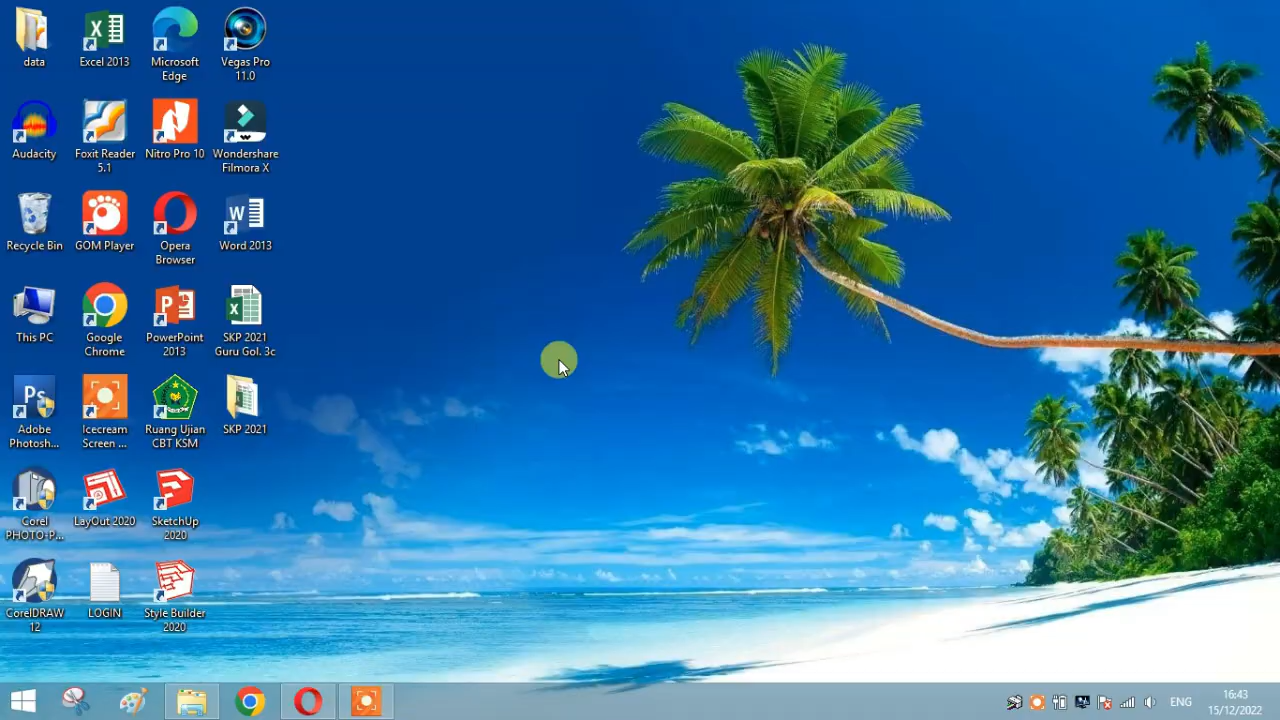 data
Excel 2013
Microsoft
Edge
Vegas Pro
11.0
Audacity
Foxit Reader
5.1
Nitro Pro 10
Wondershare
Filmora X
Recycle Bin
GOM Player
Opera
Browser
Word 2013
This PC
Google
Chrome
PowerPoint
2013
SKP 2021
Guru Gol. 3c
Adobe
Photosh...
Icecream
Screen ...
Ruang Ujian
CBT KSM
SKP 2021
Corel
PHOTO-P...
LayOut 2020
SketchUp
2020
CorelDRAW
12
LOGIN
Style Builder
2020
ENG
16:43
15/12/2022